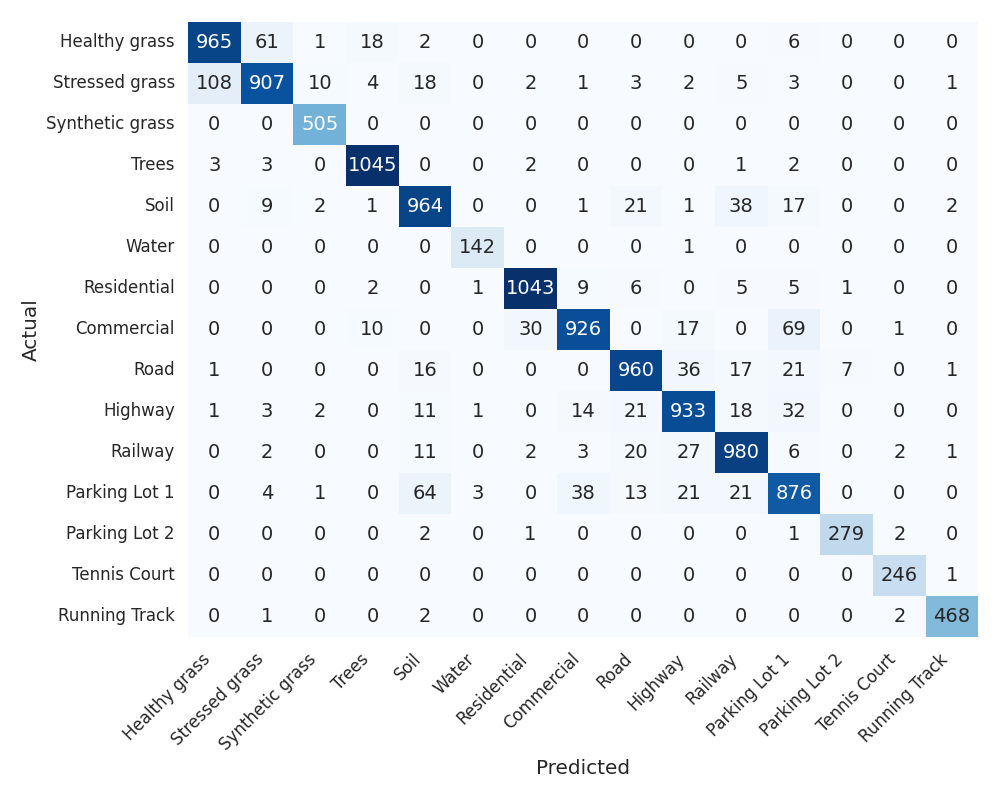 Healthy grass 965 61 1 18 2 0 0 0 0 0 0 6 0 0 0
Stressed grass 108 907 10 4 18 0 2 1 3 2 5 3 0 0 1
Synthetic grass 0 0 505 0 0 0 0 0 0 0 0 0 0 0 0
Trees 3 3 0 1045 0 0 2 0 0 0 1 2 0 0 0
Soil 0 9 2 1 964 0 0 1 21 1 38 17 0 0 2
Water 0 0 0 0 0 142 0 0 0 1 0 0 0 0 0
Residential 0 0 0 2 0 1 1043 9 6 0 5 5 1 0 0
Commercial 0 0 0 10 0 0 30 926 0 17 0 69 0 1 0
Road 1 0 0 0 16 0 0 0 960 36 17 21 7 0 1
Highway 1 3 2 0 11 1 0 14 21 933 18 32 0 0 0
Railway 0 2 0 0 11 0 2 3 20 27 980 6 0 2 1
Parking Lot 1 0 4 1 0 64 3 0 38 13 21 21 876 0 0 0
Parking Lot 2 0 0 0 0 2 0 1 0 0 0 0 1 279 2 0
Tennis Court 0 0 0 0 0 0 0 0 0 0 0 0 0 246 1
Running Track 0 1 0 0 2 0 0 0 0 0 0 0 0 2 468
Actual
Healthy grass Stressed grass Synthetic grass Trees Soil Water Residential Commercial Road Highway Railway Parking Lot 1 Parking Lot 2 Tennis Court Running Track
Predicted